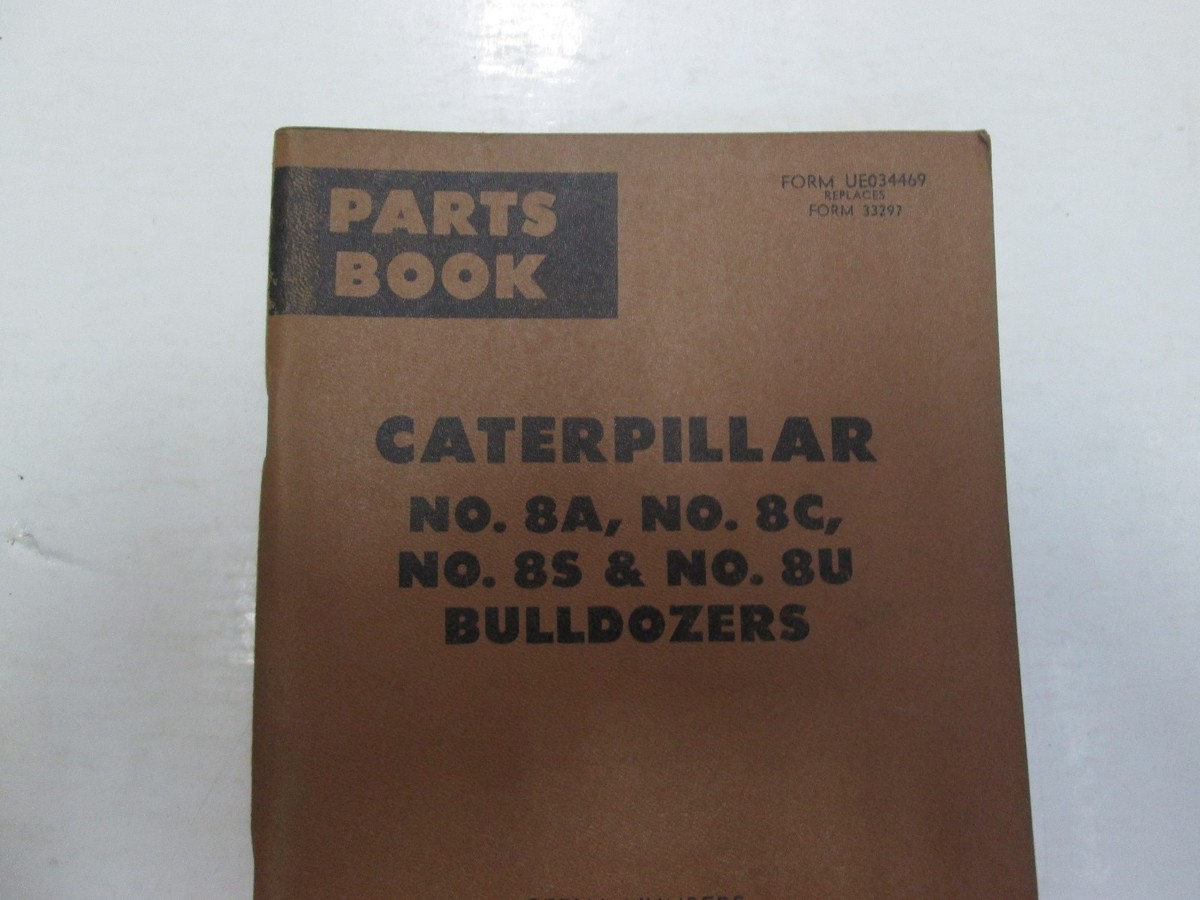 PARTS
BOOK
FORM UE034469
REPLACES
FORM 33297
CATERPILLAR
NO. 8A, NO. 8C,
NO. 8S & NO. 8U
BULLDOZERS